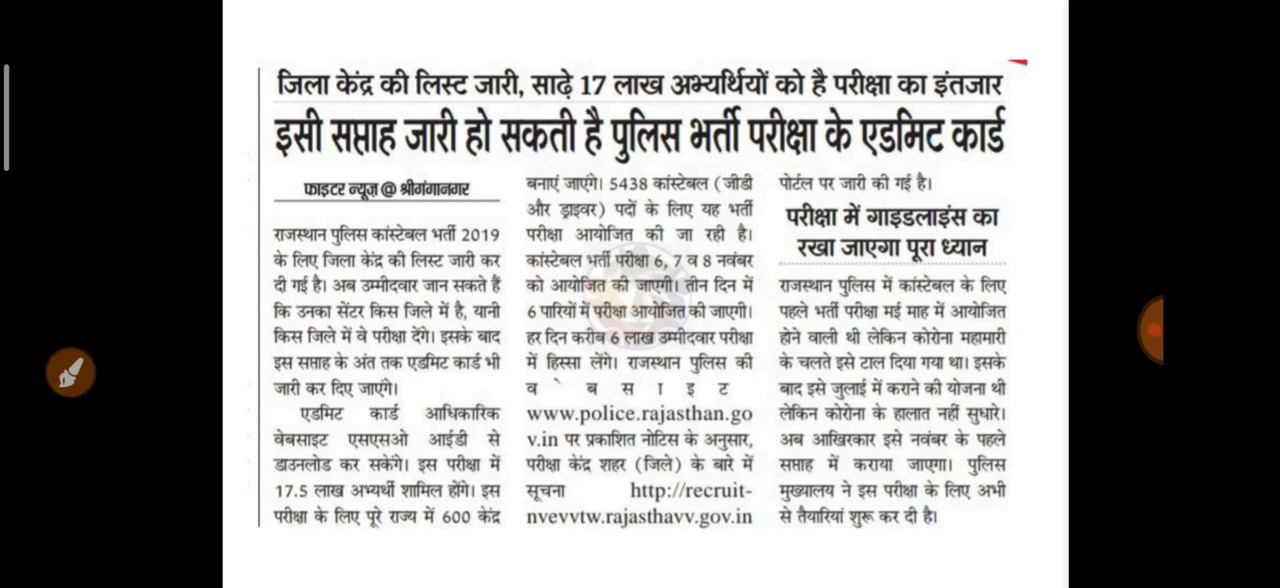 जिला केंद्र की लिस्ट जारी, साढ़े 17 लाख अभ्यर्थियों को है परीक्षा का इंतजार
इसी सप्ताह जारी हो सकती है पुलिस भर्ती परीक्षा के एडमिट कार्ड
फाइटर न्यूज़ @ श्रीगंगानगर
राजस्थान पुलिस कांस्टेबल भर्ती 2019
के लिए जिला केंद्र की लिस्ट जारी कर
दी गई है। अब उम्मीदवार जान सकते हैं
कि उनका सेंटर किस जिले में है, यानी
किस जिले में वे परीक्षा देंगे। इसके बाद
इस सप्ताह के अंत तक एडमिट कार्ड भी
जारी कर दिए जाएंगे।
एडमिट कार्ड आधिकारिक
वेबसाइट एसएसओ आईडी से
डाउनलोड कर सकेंगे। इस परीक्षा में
17.5 लाख अभ्यर्थी शामिल होंगे। इस
परीक्षा के लिए पूरे राज्य में 600 केंद्र
बनाएं जाएंगे। 5438 कांस्टेबल (जीडी
और ड्राइवर) पदों के लिए यह भर्ती
परीक्षा आयोजित की जा रही है।
कांस्टेबल भर्ती परीक्षा 6, 7 व 8 नवंबर
को आयोजित की जाएगी। तीन दिन में
6 पारियों में परीक्षा आयोजित की जाएगी।
हर दिन करीब 6 लाख उम्मीदवार परीक्षा
में हिस्सा लेंगे। राजस्थान पुलिस की
व े ब स ा इ ट
www.police.rajasthan.go
v.in पर प्रकाशित नोटिस के अनुसार,
परीक्षा केंद्र शहर (जिले) के बारे में
सूचना http://recruit-
nvevvtw.rajasthavv.gov.in
पोर्टल पर जारी की गई है।
परीक्षा में गाइडलाइंस का
रखा जाएगा पूरा ध्यान
राजस्थान पुलिस में कांस्टेबल के लिए
पहले भर्ती परीक्षा मई माह में आयोजित
होने वाली थी लेकिन कोरोना महामारी
के चलते इसे टाल दिया गया था। इसके
बाद इसे जुलाई में कराने की योजना थी
लेकिन कोरोना के हालात नहीं सुधारे।
अब आखिरकार इसे नवंबर के पहले
सप्ताह में कराया जाएगा। पुलिस
मुख्यालय ने इस परीक्षा के लिए अभी
से तैयारियां शुरू कर दी है।